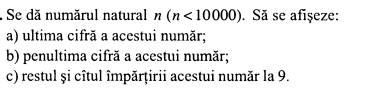 . Se dă numărul natural n (n < 10000). Să se afişeze:
a) ultima cifră a acestui număr;
b) penultima cifră a acestui număr;
c) restul şi cîtul împărţirii acestui număr la 9.